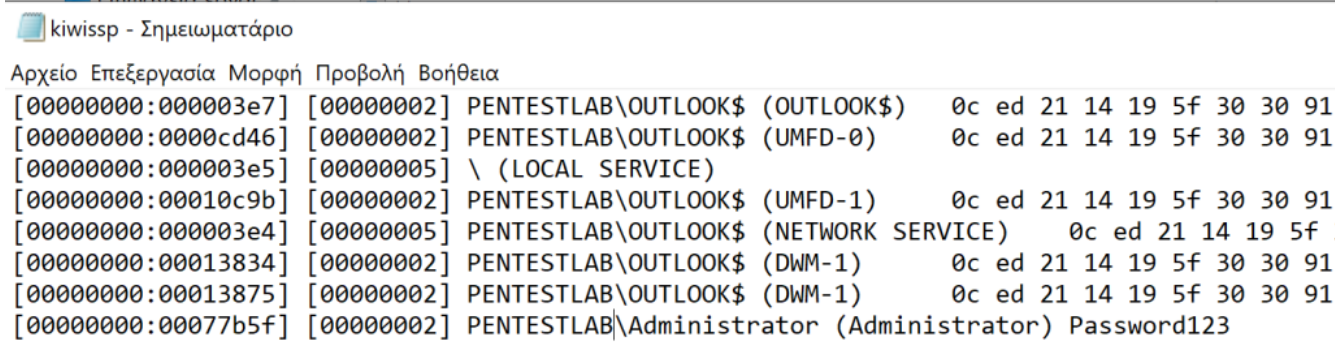 kiwissp - Σημειωματάριο
Αρχείο Επεξεργασία Μορφή Προβολή Βοήθεια
[00000000:000003e7] [00000002] PENTESTLAB\OUTLOOK$ (OUTLOOK$) 0c ed 21 14 19 5f 30 30 91
[00000000:0000cd46] [00000002] PENTESTLAB\OUTLOOK$ (UMFD-0) 0c ed 21 14 19 5f 30 30 91
[00000000:000003e5] [00000005] \ (LOCAL SERVICE)
[00000000:00010c9b] [00000002] PENTESTLAB\OUTLOOK$ (UMFD-1) 0c ed 21 14 19 5f 30 30 91
[00000000:000003e4] [00000005] PENTESTLAB\OUTLOOK$ (NETWORK SERVICE) 0c ed 21 14 19 5f
[00000000:00013834] [00000002] PENTESTLAB\OUTLOOK$ (DWM-1) 0c ed 21 14 19 5f 30 30 91
[00000000:00013875] [00000002] PENTESTLAB\OUTLOOK$ (DWM-1) 0c ed 21 14 19 5f 30 30 91
[00000000:00077b5f] [00000002] PENTESTLAB\Administrator (Administrator) Password123